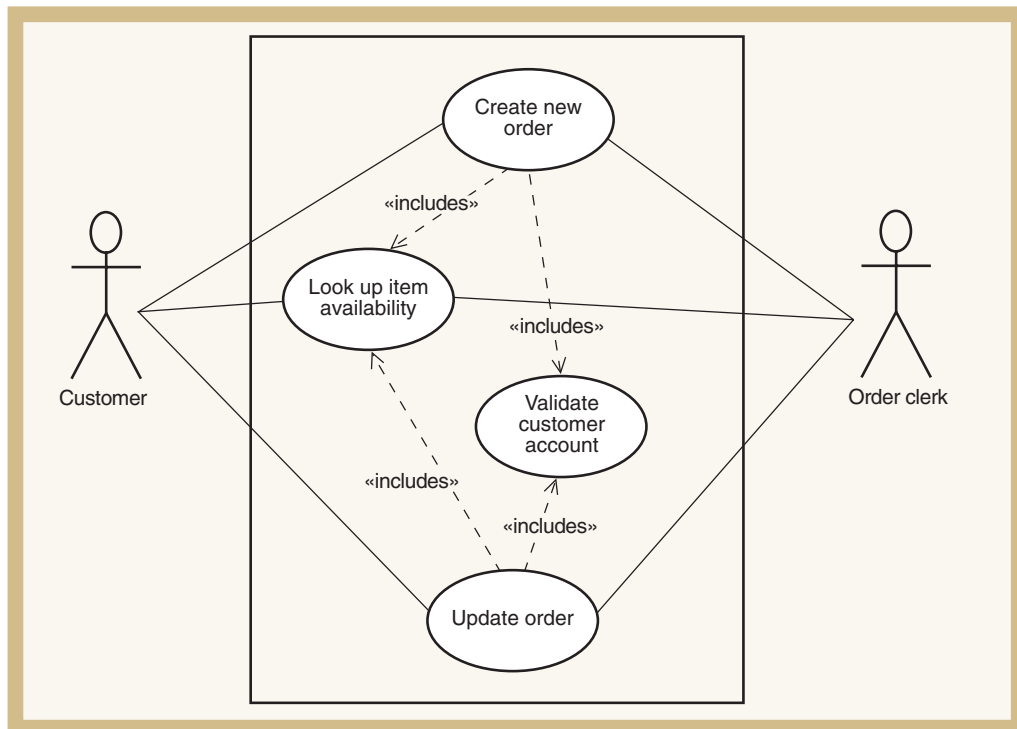 Create new
order
«includes»
Look up item
availability
«includes»
Customer
Order clerk
Validate
customer
account
«includes»
«includes»
Update order